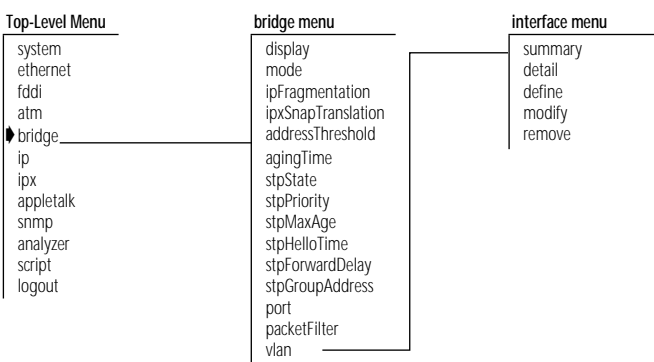 Top-Level Menu
system
ethernet
fddi
atm
bridge
ip
ipx
appletalk
snmp
analyzer
script
logout
bridge menu
display
mode
ipFragmentation
ipxSnapTranslation
addressThreshold
agingTime
stpState
stpPriority
stpMaxAge
stpHelloTime
stpForwardDelay
stpGroupAddress
port
packetFilter
vlan
interface menu
summary
detail
define
modify
remove